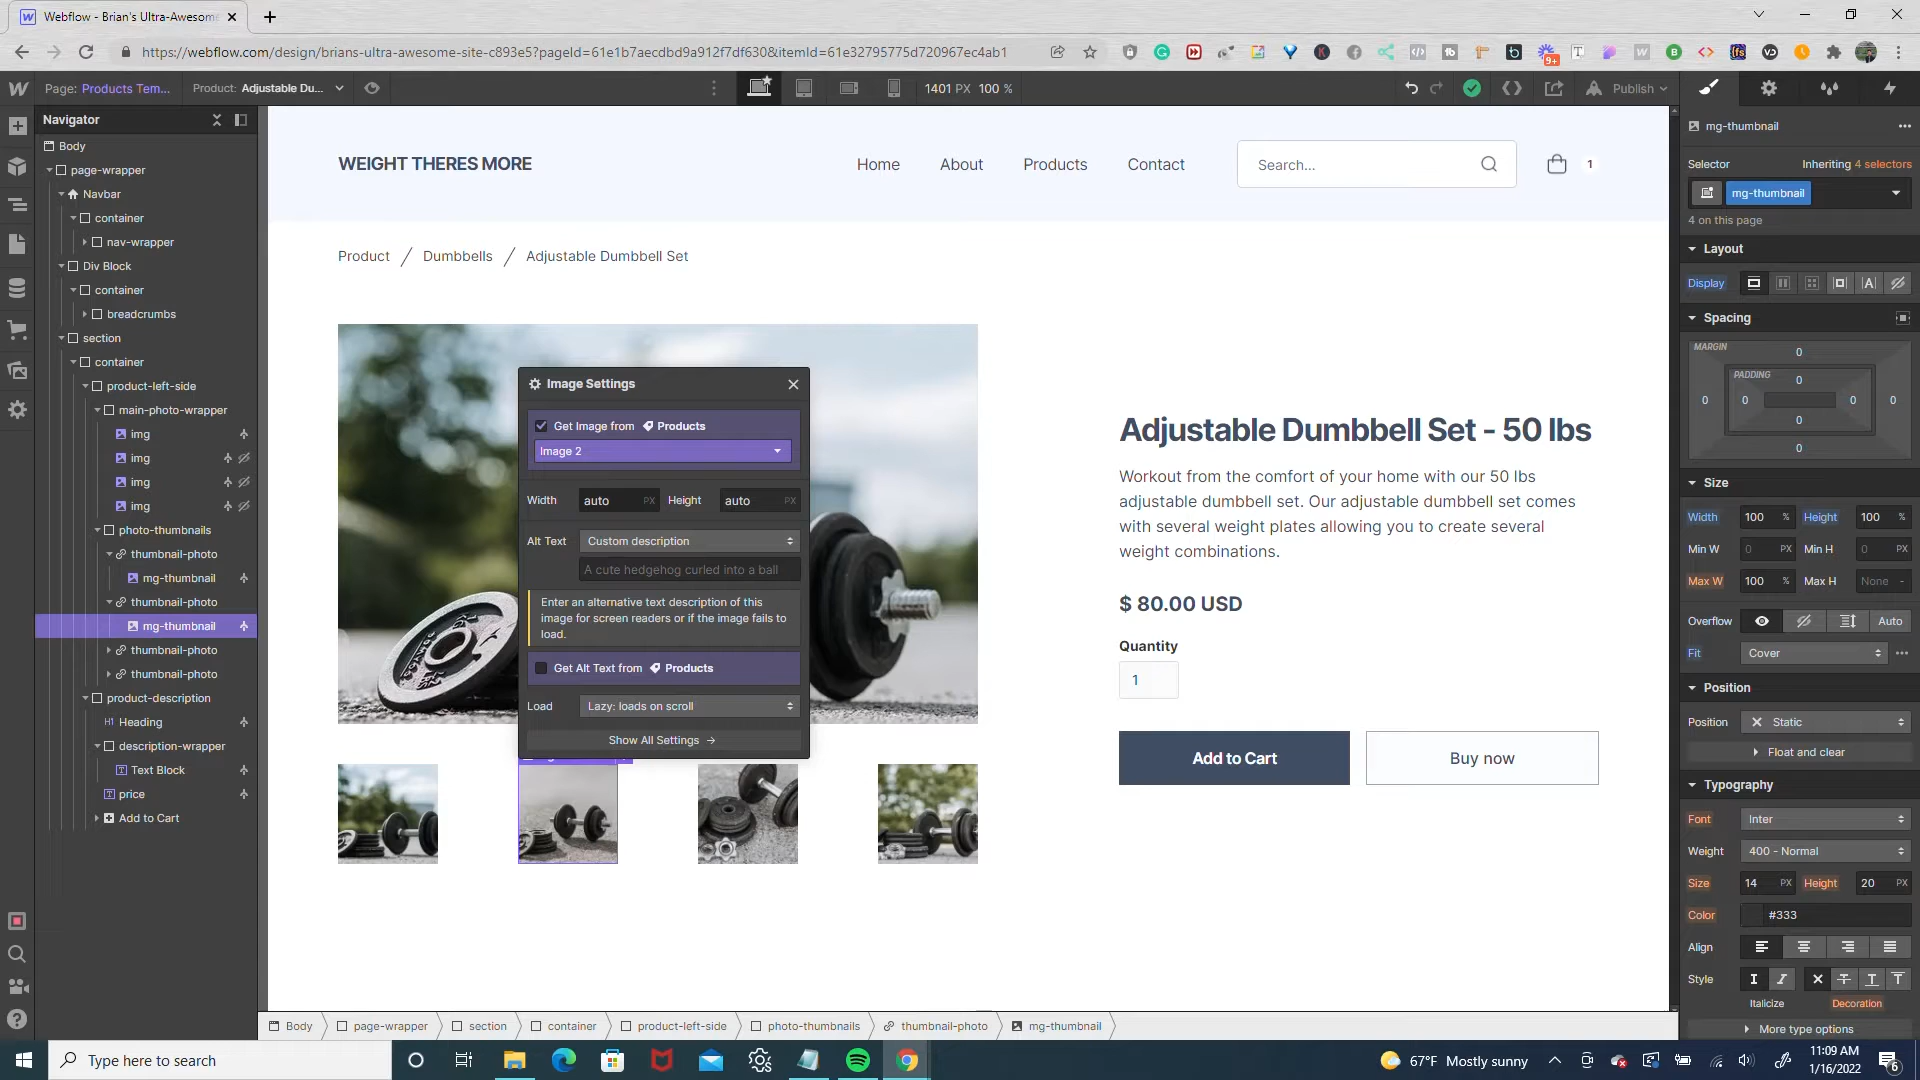 Webflow - Brian's Ultra-Awesome
https://webflow.com/design/brians-ultra-awesome-site-c893e5?pageId=61e1b7aecdbd9a912f7df630&itemId=61e32795775d720967ec4ab1
9+
Page: Products Tem...
Product: Adjustable Du...
1401 PX 100 %
Publish
Navigator
Body
page-wrapper
Navbar
container
nav-wrapper
Div Block
container
breadcrumbs
section
container
product-left-side
main-photo-wrapper
img
img
img
img
photo-thumbnails
thumbnail-photo
mg-thumbnail
thumbnail-photo
mg-thumbnail
thumbnail-photo
thumbnail-photo
product-description
H1 Heading
description-wrapper
Text Block
price
Add to Cart
WEIGHT THERES MORE
Home
About
Products
Contact
Search...
1
Product / Dumbbells / Adjustable Dumbbell Set
Image Settings
Get Image from Products
Image 2
Width auto PX Height auto PX
Alt Text Custom description
A cute hedgehog curled into a ball
Enter an alternative text description of this
image for screen readers or if the image fails to
load.
Get Alt Text from Products
Load Lazy: loads on scroll
Show All Settings →
Adjustable Dumbbell Set - 50 lbs
Workout from the comfort of your home with our 50 lbs
adjustable dumbbell set. Our adjustable dumbbell set comes
with several weight plates allowing you to create several
weight combinations.
$ 80.00 USD
Quantity
1
Add to Cart
Buy now
mg-thumbnail
Selector Inheriting 4 selectors
mg-thumbnail
4 on this page
Layout
Display
Spacing
MARGIN
0
PADDING
0
0 0 0 0
0
0
Size
Width 100 % Height 100 %
Min W 0 PX Min H 0 PX
Max W 100 % Max H None -
Overflow Auto
Fit Cover
Position
Position Static
Float and clear
Typography
Font Inter
Weight 400 - Normal
Size 14 PX Height 20 PX
Color #333
Align
Style
Italicize Decoration
More type options
Body
page-wrapper
section
container
product-left-side
photo-thumbnails
thumbnail-photo
mg-thumbnail
Type here to search
67°F Mostly sunny
11:09 AM
1/16/2022
6